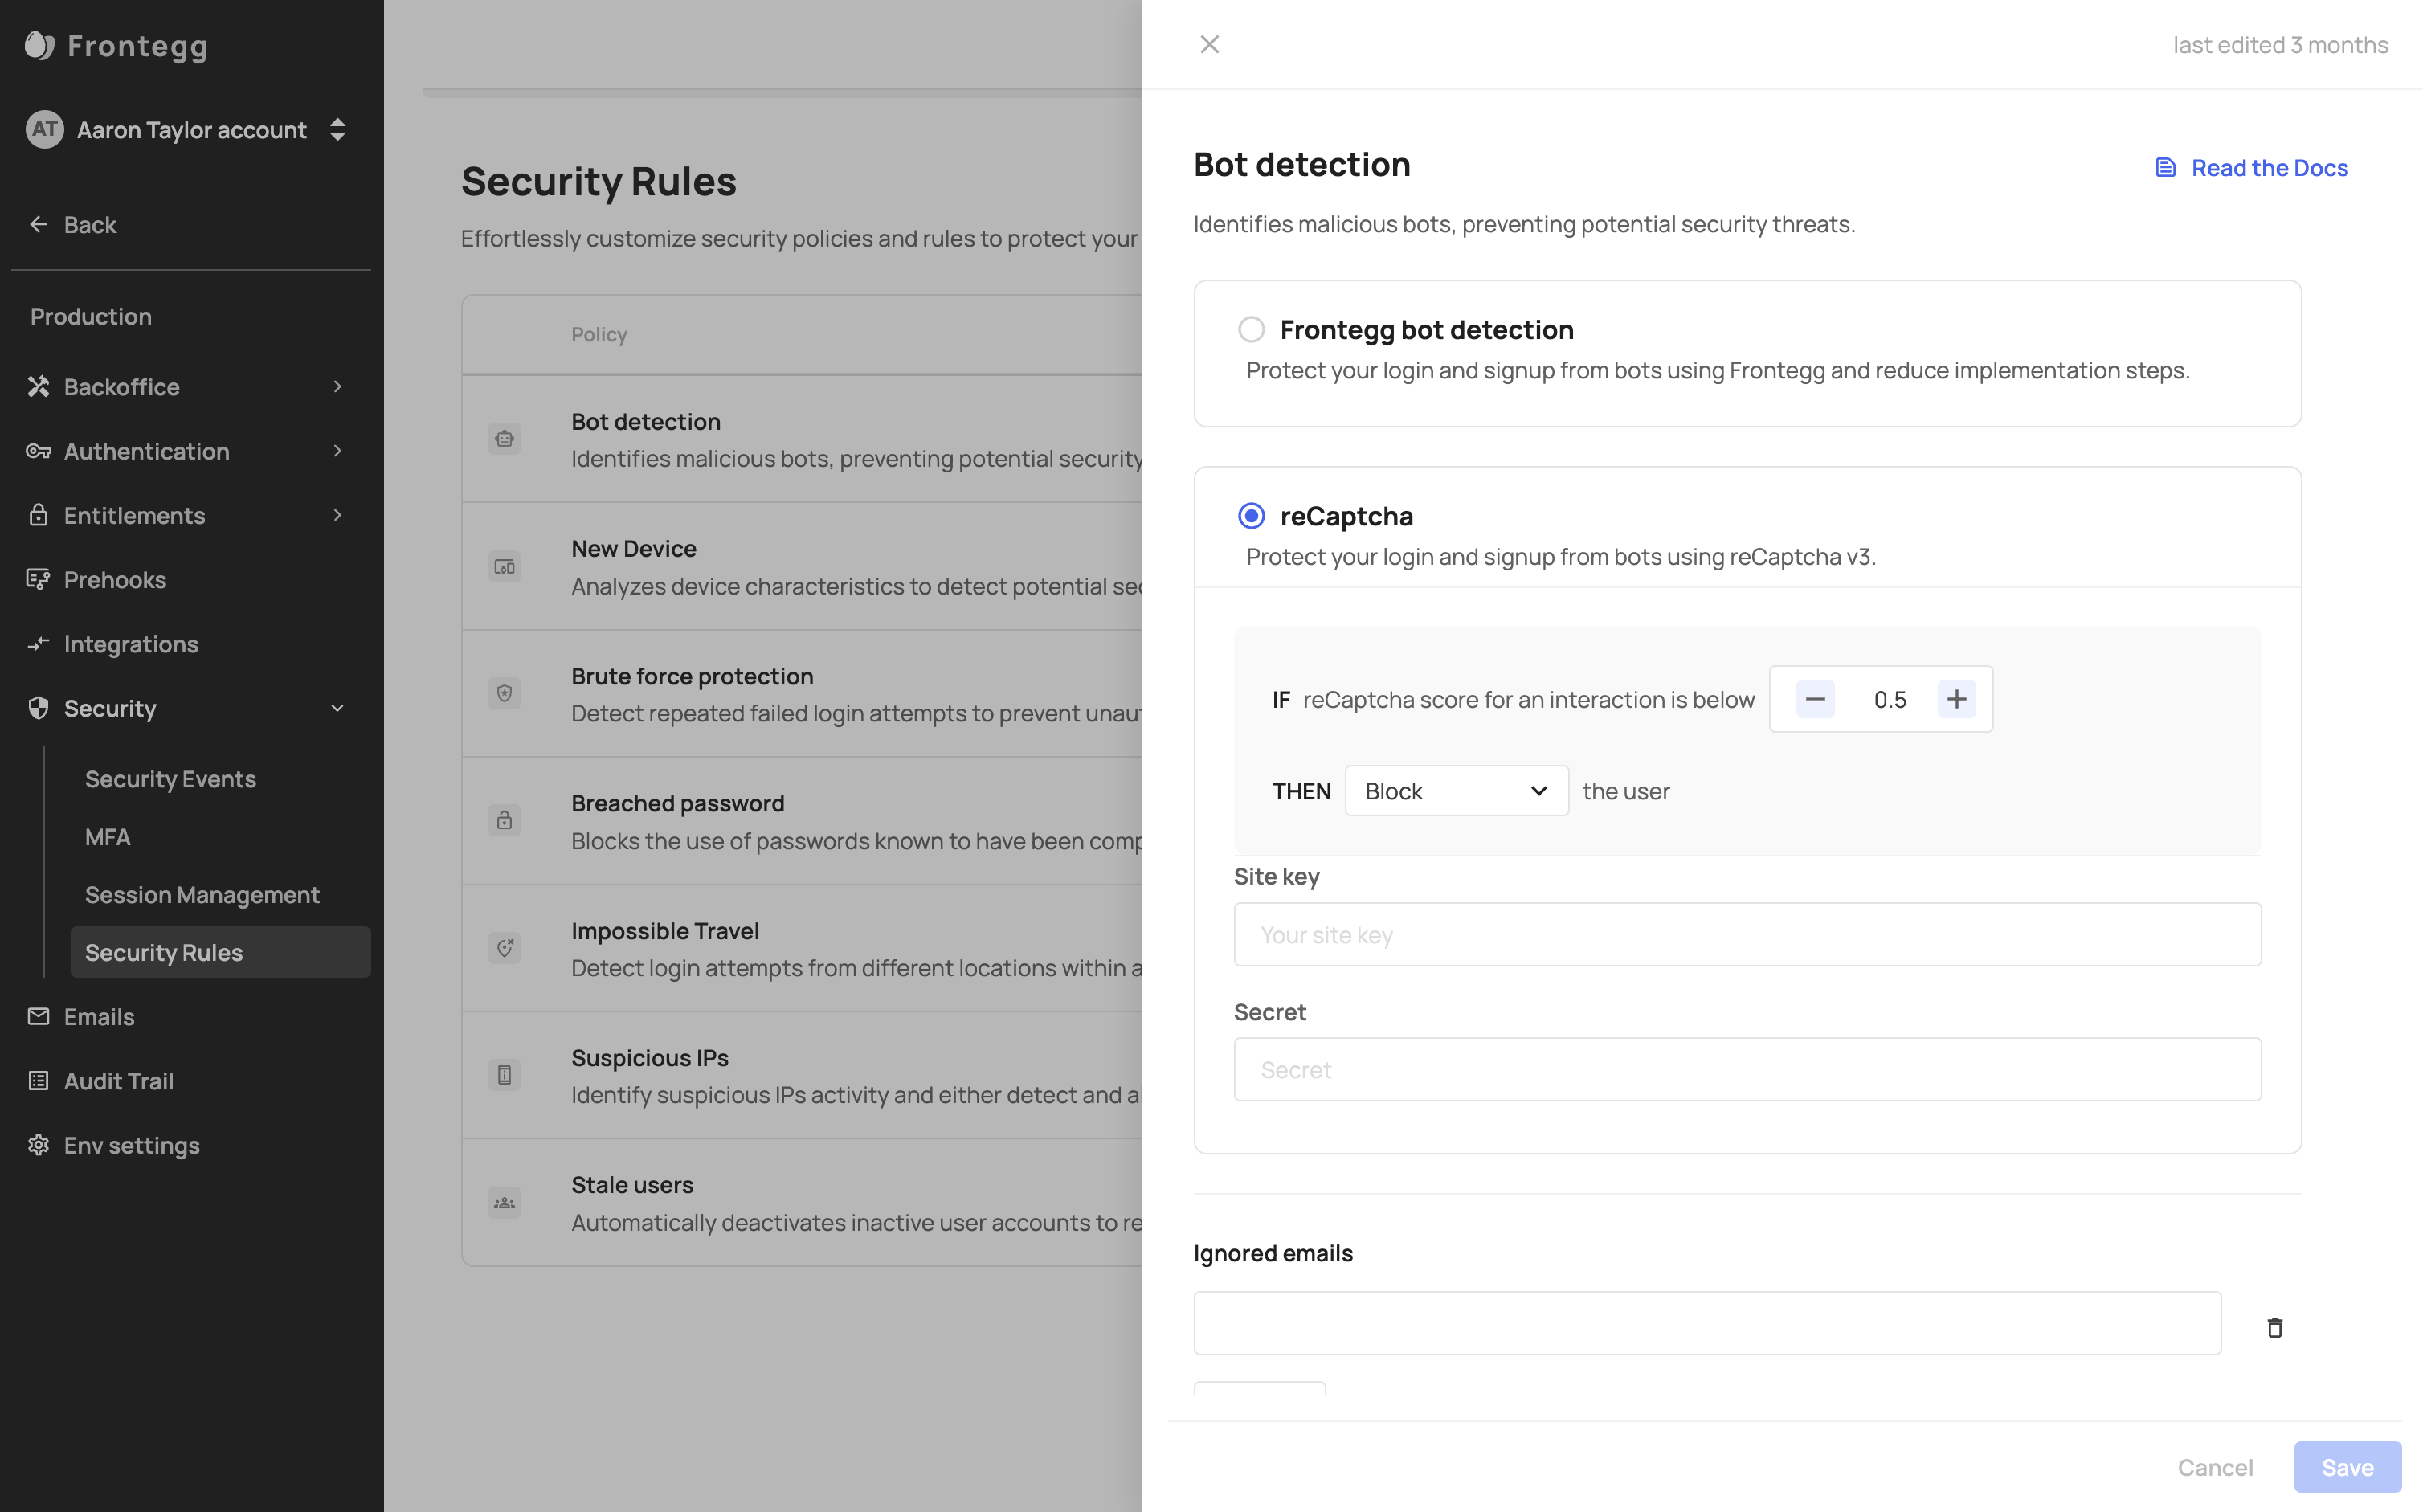 Frontegg
AT Aaron Taylor account
Back
Production
Backoffice
Authentication
Entitlements
Prehooks
Integrations
Security
Security Events
MFA
Session Management
Security Rules
Emails
Audit Trail
Env settings
Security Rules
Effortlessly customize security policies and rules to protect your
Policy
Bot detection
Identifies malicious bots, preventing potential security
New Device
Analyzes device characteristics to detect potential sec
Brute force protection
Detect repeated failed login attempts to prevent unaut
Breached password
Blocks the use of passwords known to have been comp
Impossible Travel
Detect login attempts from different locations within a
Suspicious IPs
Identify suspicious IPs activity and either detect and al
Stale users
Automatically deactivates inactive user accounts to re
last edited 3 months
Bot detection
Read the Docs
Identifies malicious bots, preventing potential security threats.
Frontegg bot detection
Protect your login and signup from bots using Frontegg and reduce implementation steps.
reCaptcha
Protect your login and signup from bots using reCaptcha v3.
IF reCaptcha score for an interaction is below 0.5
THEN Block the user
Site key
Your site key
Secret
Secret
Ignored emails
Cancel
Save